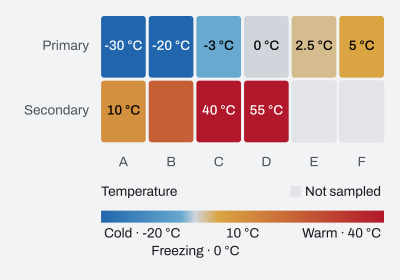 Primary -30 °C -20 °C -3 °C 0 °C 2.5 °C 5 °C
Secondary 10 °C 40 °C 55 °C
A B C D E F
Temperature Not sampled
Cold · -20 °C 10 °C Warm · 40 °C
Freezing · 0 °C